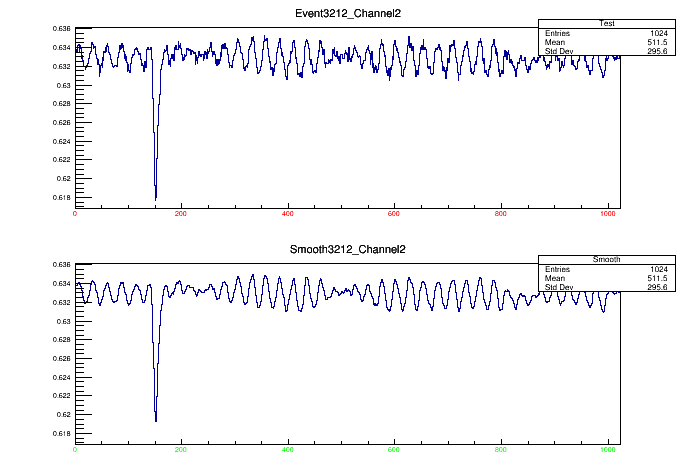 Event3212_Channel2
Test
Entries 1024
Mean 511.5
Std Dev 295.6
0.636
0.634
0.632
0.63
0.628
0.626
0.624
0.622
0.62
0.618
0 200 400 600 800 1000
Smooth3212_Channel2
Smooth
Entries 1024
Mean 511.5
Std Dev 295.6
0.636
0.634
0.632
0.63
0.628
0.626
0.624
0.622
0.62
0.618
0 200 400 600 800 1000